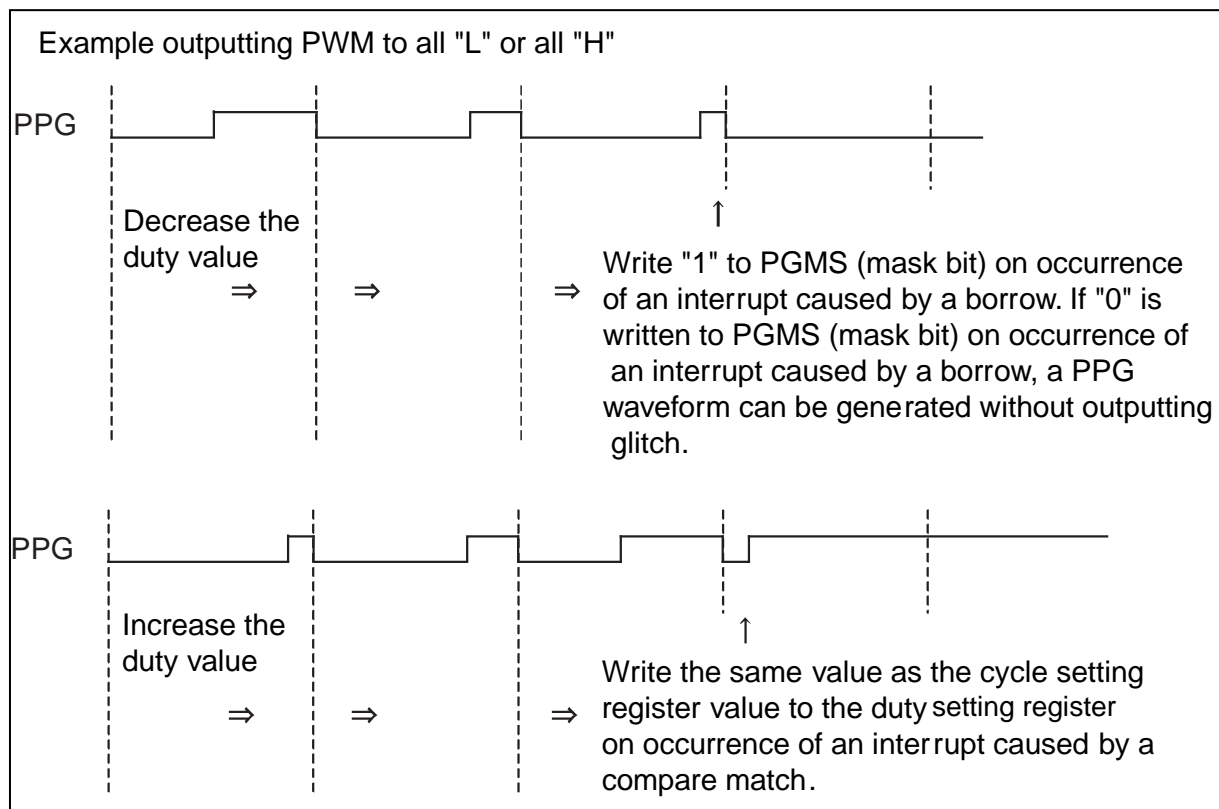 Example outputting PWM to all "L" or all "H"
PPG
Decrease the
duty value
⇒ ⇒ ⇒
↑
Write "1" to PGMS (mask bit) on occurrence
of an interrupt caused by a borrow. If "0" is
written to PGMS (mask bit) on occurrence of
an interrupt caused by a borrow, a PPG
waveform can be generated without outputting
glitch.
PPG
Increase the
duty value
⇒ ⇒ ⇒
↑
Write the same value as the cycle setting
register value to the duty setting register
on occurrence of an interrupt caused by a
compare match.